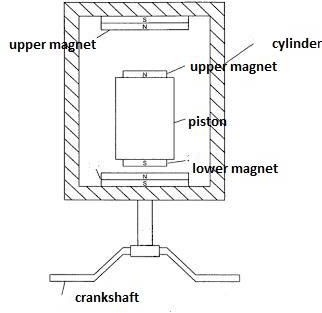 S
N
upper magnet
cylinder
N
upper magnet
piston
S
lower magnet
N
S
crankshaft